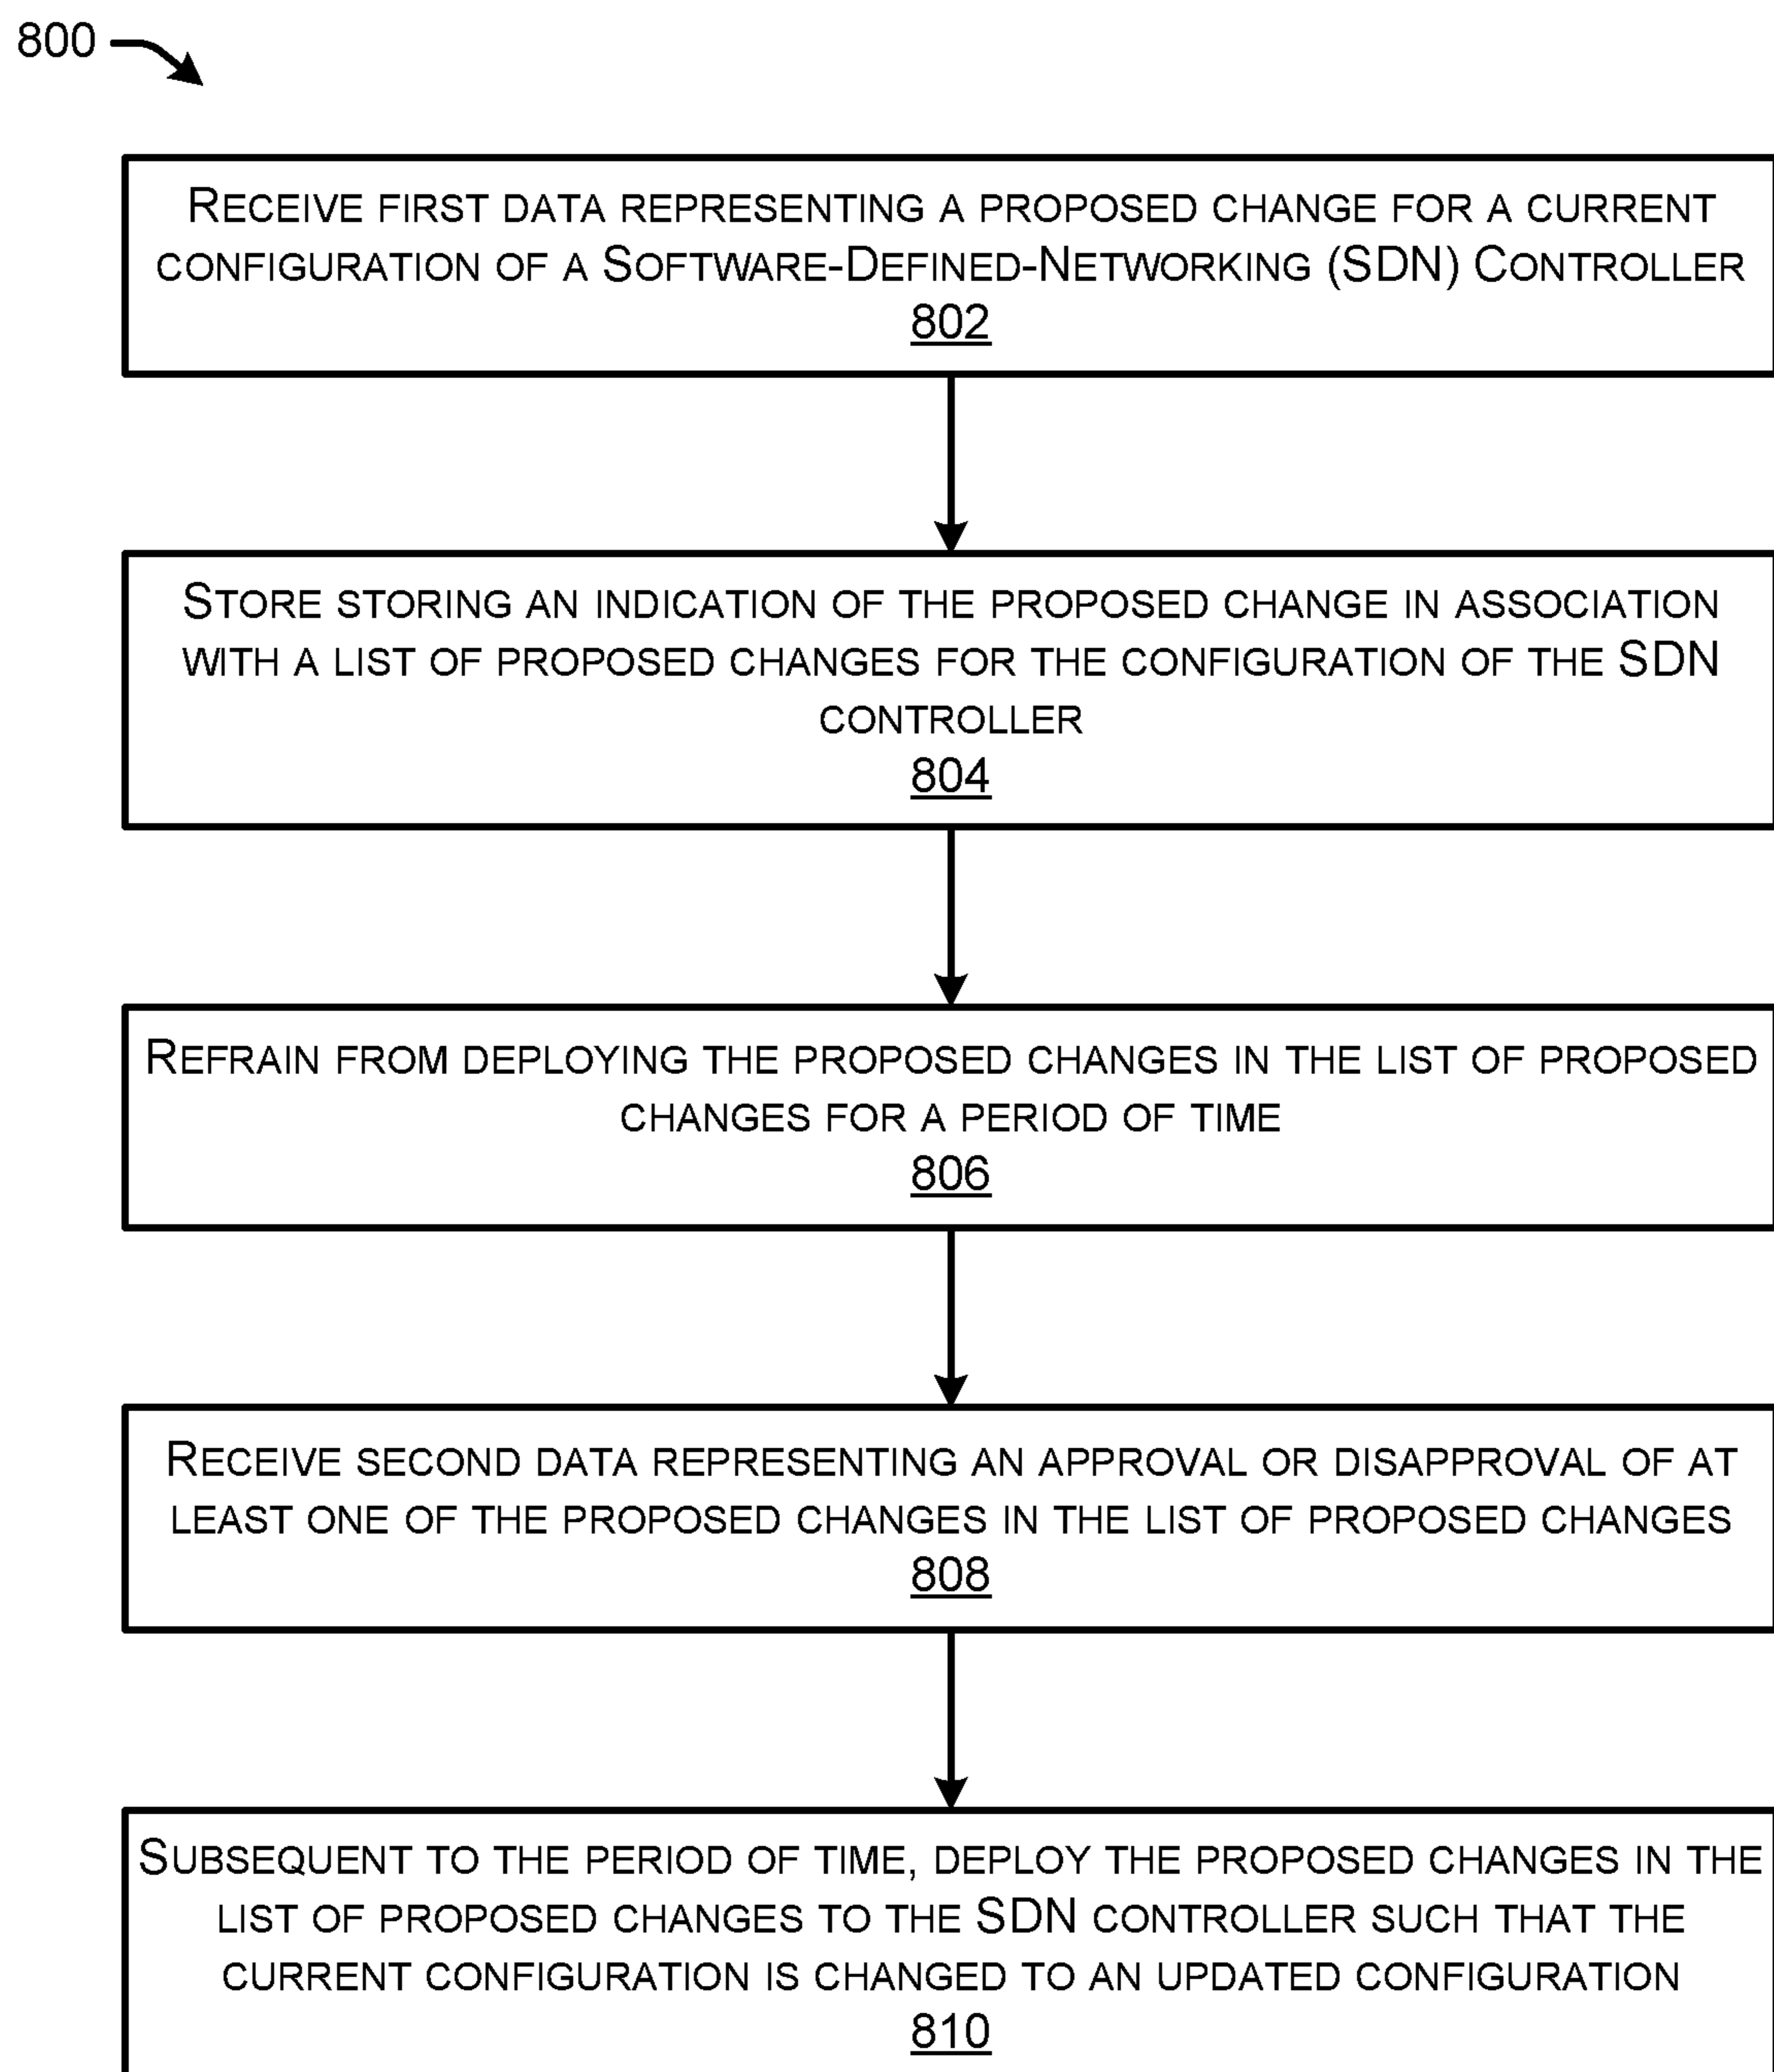 800
RECEIVE FIRST DATA REPRESENTING A PROPOSED CHANGE FOR A CURRENT
CONFIGURATION OF A SOFTWARE-DEFINED-NETWORKING (SDN) CONTROLLER
802
STORE STORING AN INDICATION OF THE PROPOSED CHANGE IN ASSOCIATION
WITH A LIST OF PROPOSED CHANGES FOR THE CONFIGURATION OF THE SDN
CONTROLLER
804
REFRAIN FROM DEPLOYING THE PROPOSED CHANGES IN THE LIST OF PROPOSED
CHANGES FOR A PERIOD OF TIME
806
RECEIVE SECOND DATA REPRESENTING AN APPROVAL OR DISAPPROVAL OF AT
LEAST ONE OF THE PROPOSED CHANGES IN THE LIST OF PROPOSED CHANGES
808
SUBSEQUENT TO THE PERIOD OF TIME, DEPLOY THE PROPOSED CHANGES IN THE
LIST OF PROPOSED CHANGES TO THE SDN CONTROLLER SUCH THAT THE
CURRENT CONFIGURATION IS CHANGED TO AN UPDATED CONFIGURATION
810